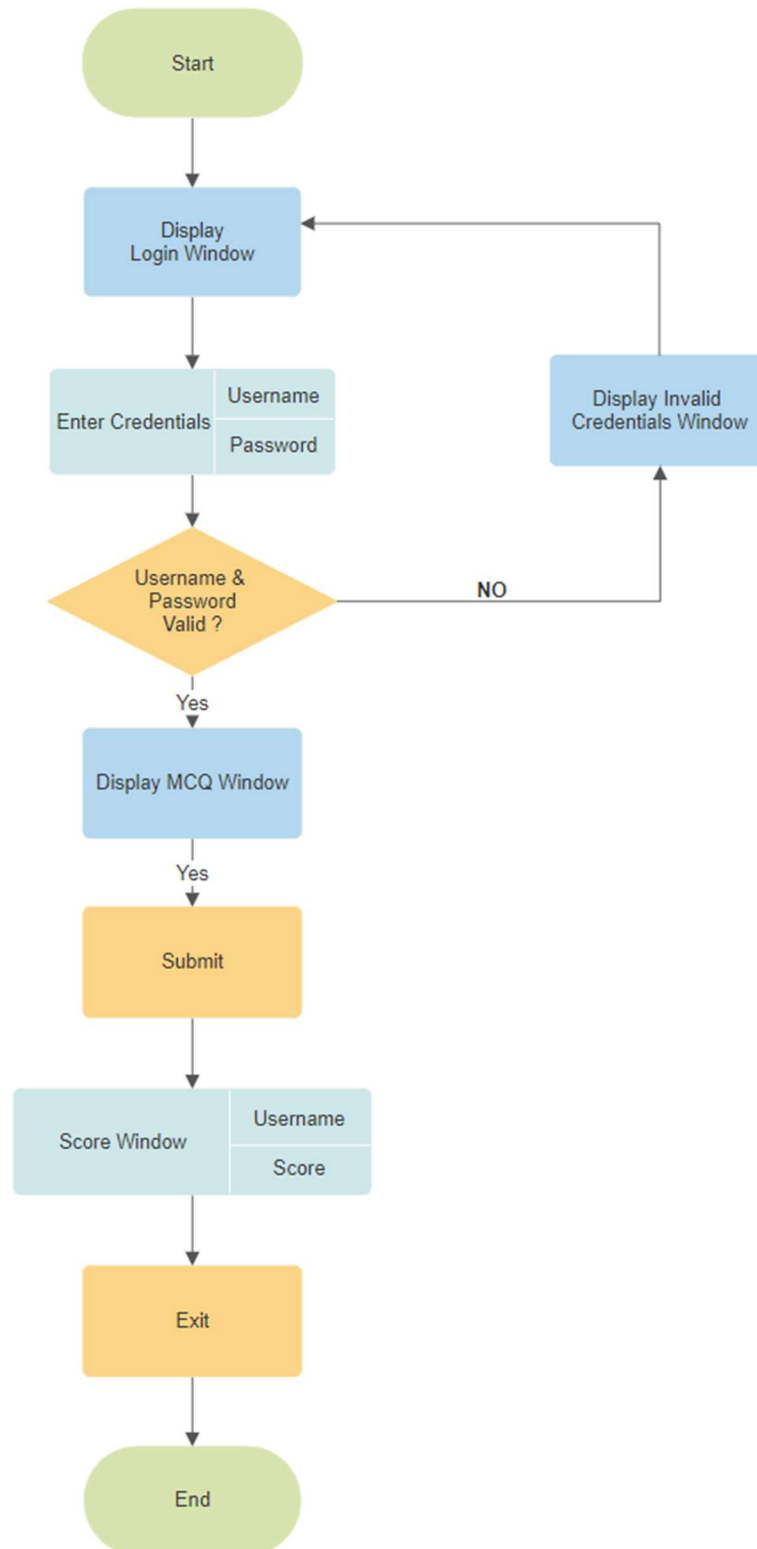 Start
Display
Login Window
Enter Credentials
Username
Password
Display Invalid
Credentials Window
Username &
Password
Valid ?
NO
Yes
Display MCQ Window
Yes
Submit
Score Window
Username
Score
Exit
End